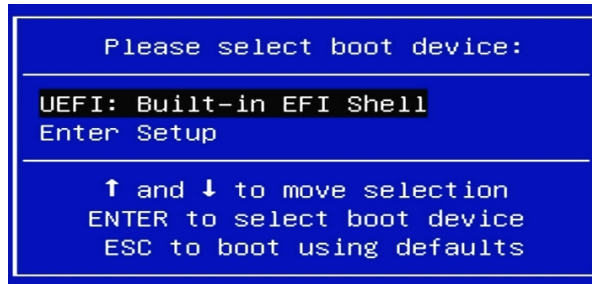 Please select boot device:
UEFI: Built-in EFI Shell
Enter Setup
↑ and ↓ to move selection
ENTER to select boot device
ESC to boot using defaults